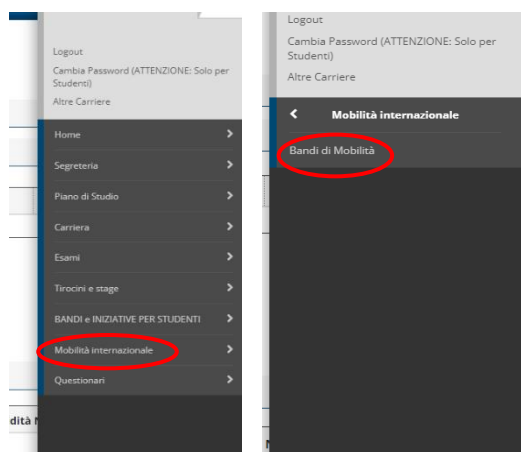 Logout
Cambia Password (ATTENZIONE: Solo per
Studenti)
Altre Carriere
Home
Segreteria
Piano di Studio
Carriera
Esami
Tirocini e stage
BANDI e INIZIATIVE PER STUDENTI
Mobilità internazionale
Questionari
dità
Logout
Cambia Password (ATTENZIONE: Solo per
Studenti)
Altre Carriere
Mobilità internazionale
Bandi di Mobilità